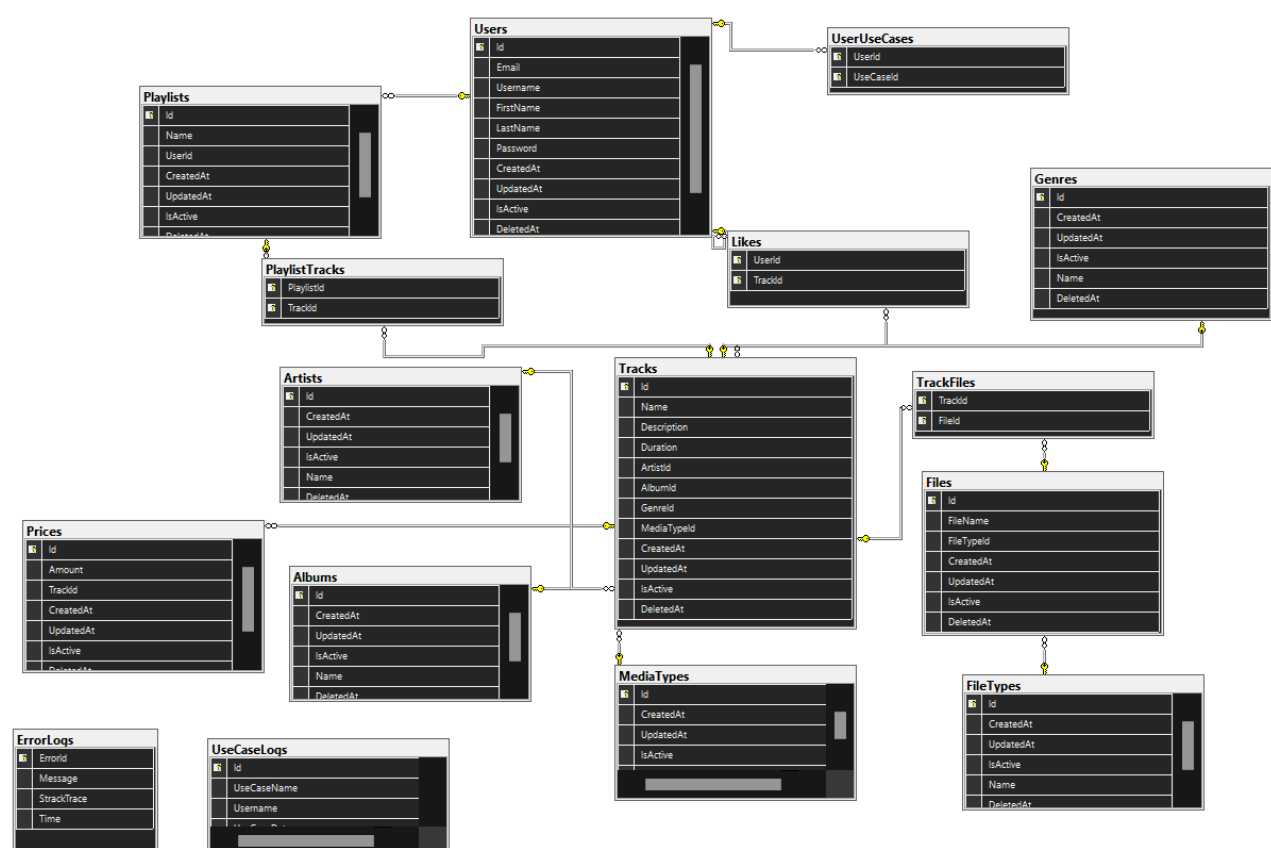 Users
Id
Email
Username
FirstName
LastName
Password
CreatedAt
UpdatedAt
IsActive
DeletedAt
UserUseCases
UserId
UseCaseId
Playlists
Id
Name
UserId
CreatedAt
UpdatedAt
IsActive
DeletedAt
Genres
Id
CreatedAt
UpdatedAt
IsActive
Name
DeletedAt
Likes
UserId
TrackId
PlaylistTracks
PlaylistId
TrackId
Artists
Id
CreatedAt
UpdatedAt
IsActive
Name
DeletedAt
Tracks
Id
Name
Description
Duration
ArtistId
AlbumId
GenreId
MediaTypeId
CreatedAt
UpdatedAt
IsActive
DeletedAt
TrackFiles
TrackId
FileId
Files
Id
FileName
FileTypeId
CreatedAt
UpdatedAt
IsActive
DeletedAt
Prices
Id
Amount
TrackId
CreatedAt
UpdatedAt
IsActive
DeletedAt
Albums
Id
CreatedAt
UpdatedAt
IsActive
Name
DeletedAt
MediaTypes
Id
CreatedAt
UpdatedAt
IsActive
FileTypes
Id
CreatedAt
UpdatedAt
IsActive
Name
DeletedAt
ErrorLogs
ErrorId
Message
StrackTrace
Time
UseCaseLogs
Id
UseCaseName
Username